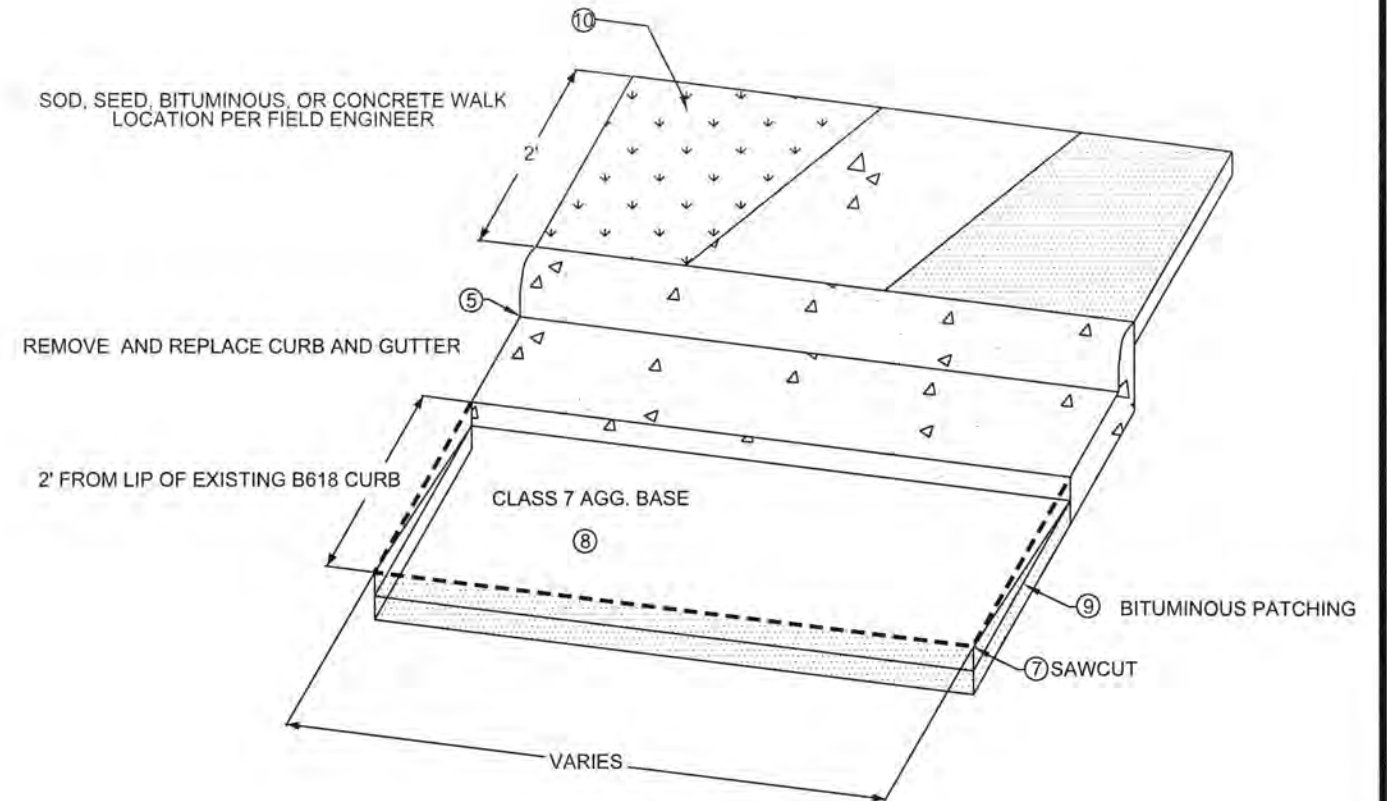 ⑩
SOD, SEED, BITUMINOUS, OR CONCRETE WALK
LOCATION PER FIELD ENGINEER
2'
⑤
REMOVE AND REPLACE CURB AND GUTTER
2' FROM LIP OF EXISTING B618 CURB
CLASS 7 AGG. BASE
⑧
⑨ BITUMINOUS PATCHING
⑦ SAWCUT
VARIES